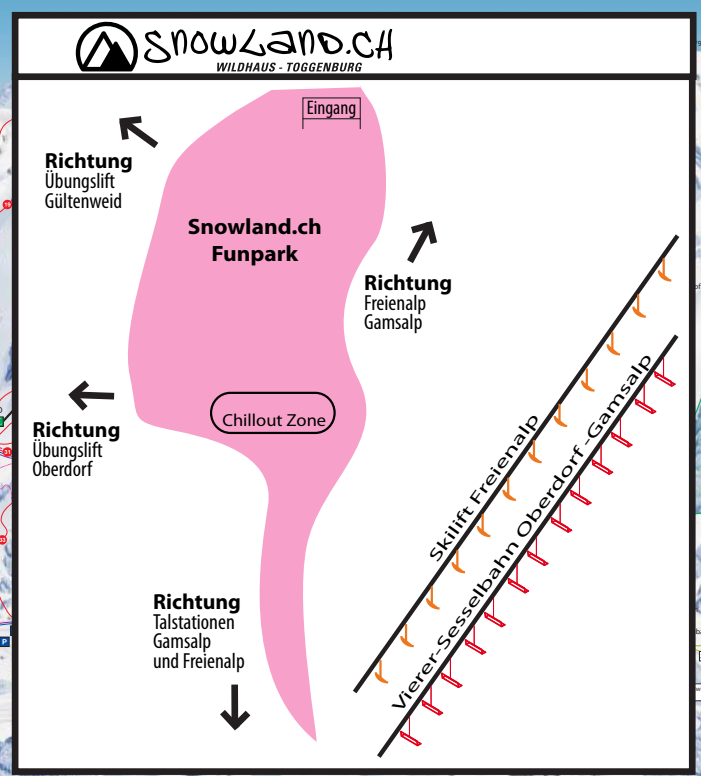 SNOWLAND.CH
WILDHAUS - TOGGENBURG
Eingang
Richtung
Übungslift
Gültenweid
Snowland.ch
Funpark
Richtung
Freienalp
Gamsalp
Chillout Zone
Richtung
Übungslift
Oberdorf
Skilift Freienalp
Vierer-Sesselbahn Oberdorf-Gamsalp
Richtung
Talstationen
Gamsalp
und Freienalp
P